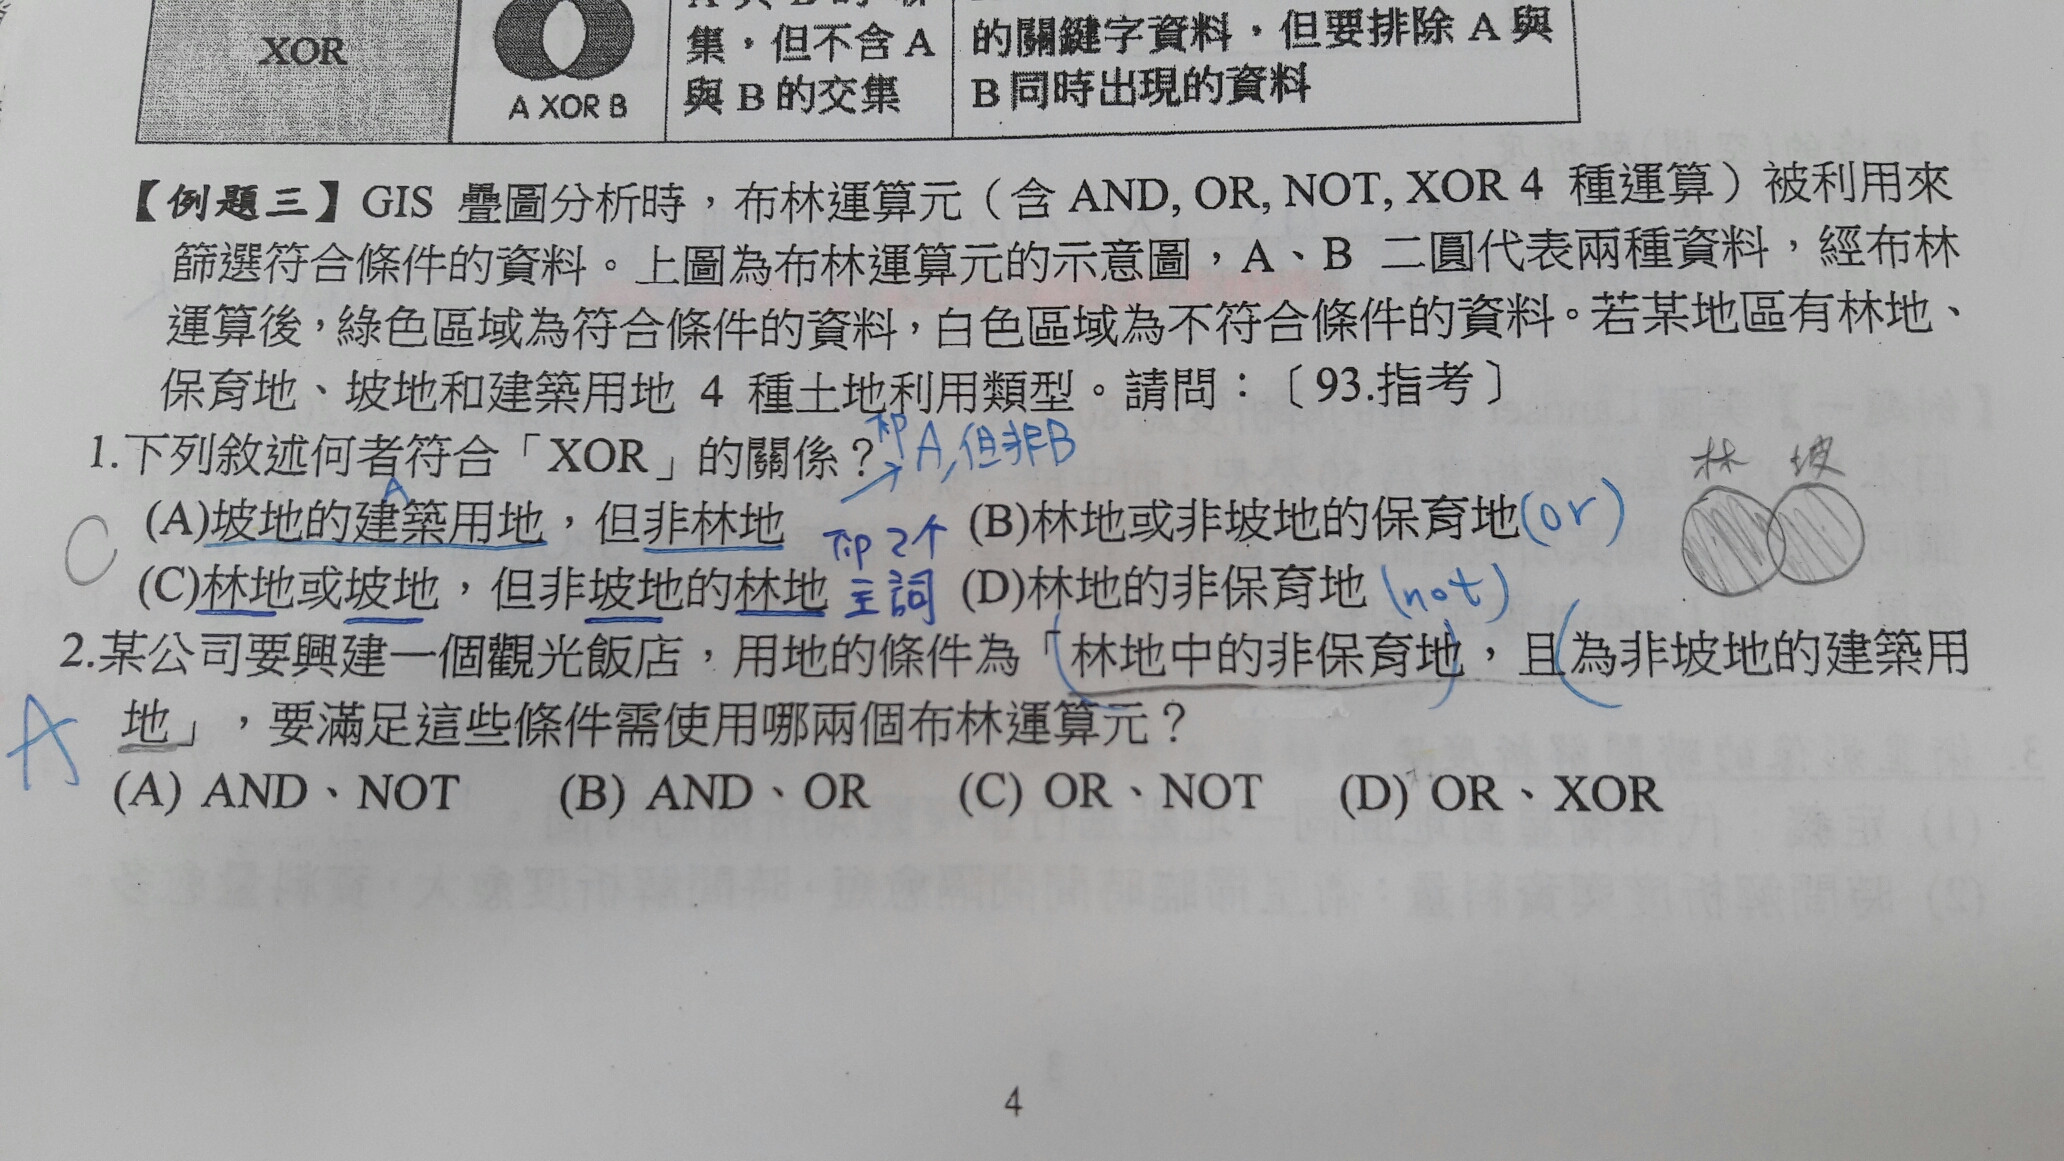 XOR
A XOR B
集，但不含 A
與 B 的交集
的關鍵字資料，但要排除 A 與
B 同時出現的資料
【例題三】GIS 疊圖分析時，布林運算元（含 AND, OR, NOT, XOR 4 種運算）被利用來
篩選符合條件的資料。上圖為布林運算元的示意圖，A、B 二圓代表兩種資料，經布林
運算後，綠色區域為符合條件的資料，白色區域為不符合條件的資料。若某地區有林地、
保育地、坡地和建築用地 4 種土地利用類型。請問：〔93.指考〕
1.下列敘述何者符合「XOR」的關係？
即A,但非B
林 坡
A
C
(A)坡地的建築用地，但非林地 (B)林地或非坡地的保育地(or)
即2个
主詞
(C)林地或坡地，但非坡地的林地 (D)林地的非保育地 (not)
2.某公司要興建一個觀光飯店，用地的條件為「林地中的非保育地，且為非坡地的建築用
A
地」，要滿足這些條件需使用哪兩個布林運算元？
(A) AND、NOT (B) AND、OR (C) OR、NOT (D) OR、XOR
4